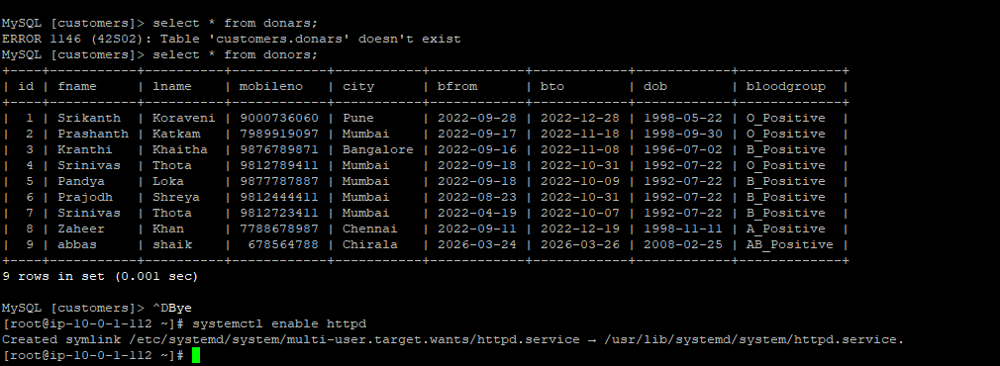 MySQL [customers]> select * from donars;
ERROR 1146 (42S02): Table 'customers.donars' doesn't exist
MySQL [customers]> select * from donors;
+----+-----------+----------+------------+-----------+------------+------------+------------+-------------+
| id | fname     | lname    | mobileno   | city      | bfrom      | bto        | dob        | bloodgroup  |
+----+-----------+----------+------------+-----------+------------+------------+------------+-------------+
|  1 | Srikanth  | Koraveni | 9000736060 | Pune      | 2022-09-28 | 2022-12-28 | 1998-05-22 | O_Positive  |
|  2 | Prashanth | Katkam   | 7989919097 | Mumbai    | 2022-09-17 | 2022-11-18 | 1998-09-30 | O_Positive  |
|  3 | Kranthi   | Khaitha  | 9876789871 | Bangalore | 2022-09-16 | 2022-11-08 | 1996-07-02 | B_Positive  |
|  4 | Srinivas  | Thota    | 9812789411 | Mumbai    | 2022-09-18 | 2022-10-31 | 1992-07-22 | O_Positive  |
|  5 | Pandya    | Loka     | 9877787887 | Mumbai    | 2022-09-18 | 2022-10-09 | 1992-07-22 | B_Positive  |
|  6 | Prajodh   | Shreya   | 9812444411 | Mumbai    | 2022-08-23 | 2022-10-31 | 1992-07-22 | B_Positive  |
|  7 | Srinivas  | Thota    | 9812723411 | Mumbai    | 2022-04-19 | 2022-10-07 | 1992-07-22 | B_Positive  |
|  8 | Zaheer    | Khan     | 7788678987 | Chennai   | 2022-09-11 | 2022-12-19 | 1998-11-11 | A_Positive  |
|  9 | abbas     | shaik    |  678564788 | Chirala   | 2026-03-24 | 2026-03-26 | 2008-02-25 | AB_Positive |
+----+-----------+----------+------------+-----------+------------+------------+------------+-------------+
9 rows in set (0.001 sec)
MySQL [customers]> ^DBye
[root@ip-10-0-1-112 ~]# systemctl enable httpd
Created symlink /etc/systemd/system/multi-user.target.wants/httpd.service → /usr/lib/systemd/system/httpd.service.
[root@ip-10-0-1-112 ~]#